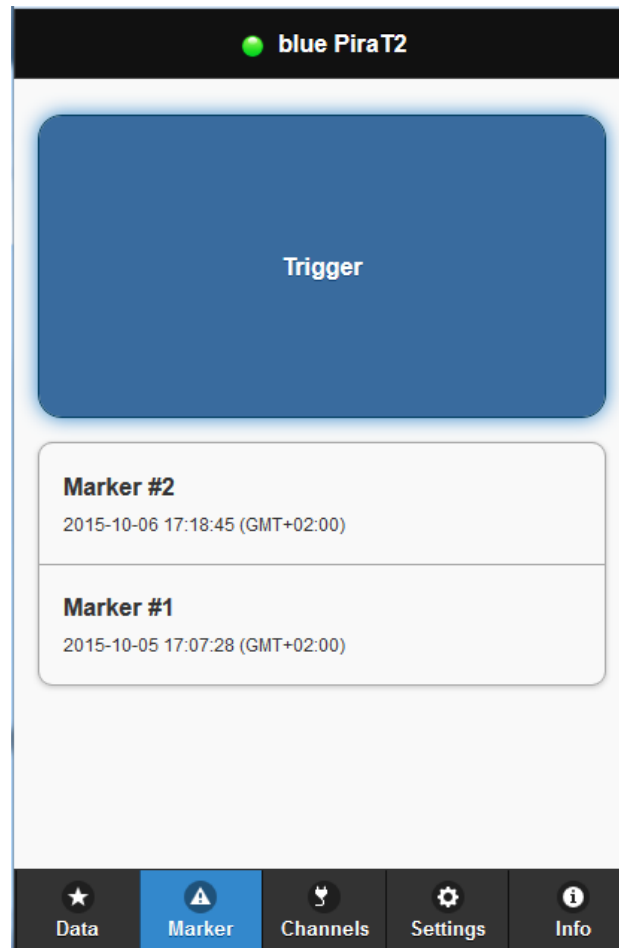 blue PiraT2
Trigger
Marker #2
2015-10-06 17:18:45 (GMT+02:00)
Marker #1
2015-10-05 17:07:28 (GMT+02:00)
Data Marker Channels Settings Info